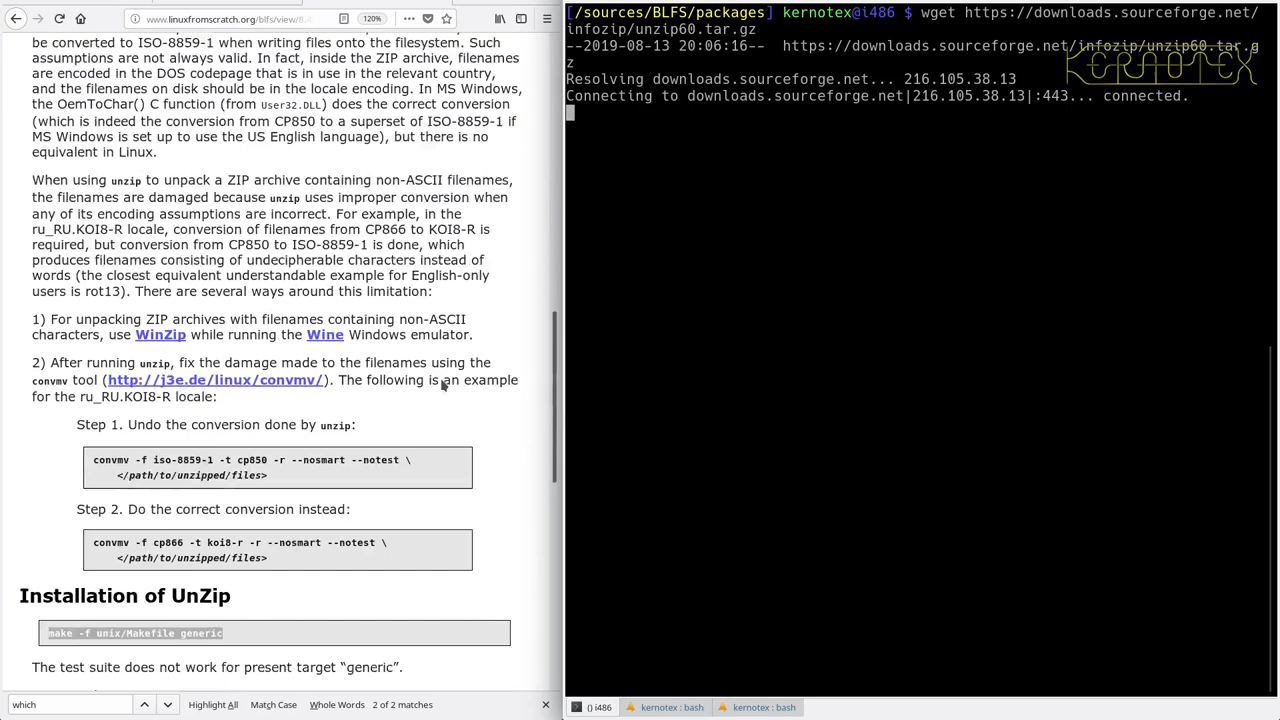 www.linuxfromscratch.org/blfs/view/8.4
120%
be converted to ISO-8859-1 when writing files onto the filesystem. Such
assumptions are not always valid. In fact, inside the ZIP archive, filenames
are encoded in the DOS codepage that is in use in the relevant country,
and the filenames on disk should be in the locale encoding. In MS Windows,
the OemToChar() C function (from User32.DLL) does the correct conversion
(which is indeed the conversion from CP850 to a superset of ISO-8859-1 if
MS Windows is set up to use the US English language), but there is no
equivalent in Linux.
When using unzip to unpack a ZIP archive containing non-ASCII filenames,
the filenames are damaged because unzip uses improper conversion when
any of its encoding assumptions are incorrect. For example, in the
ru_RU.KOI8-R locale, conversion of filenames from CP866 to KOI8-R is
required, but conversion from CP850 to ISO-8859-1 is done, which
produces filenames consisting of undecipherable characters instead of
words (the closest equivalent understandable example for English-only
users is rot13). There are several ways around this limitation:
1) For unpacking ZIP archives with filenames containing non-ASCII
characters, use WinZip while running the Wine Windows emulator.
2) After running unzip, fix the damage made to the filenames using the
convmv tool (http://j3e.de/linux/convmv/). The following is an example
for the ru_RU.KOI8-R locale:
Step 1. Undo the conversion done by unzip:
convmv -f iso-8859-1 -t cp850 -r --nosmart --notest \
</path/to/unzipped/files>
Step 2. Do the correct conversion instead:
convmv -f cp866 -t koi8-r -r --nosmart --notest \
</path/to/unzipped/files>
Installation of UnZip
make -f unix/Makefile generic
The test suite does not work for present target “generic”.
which
Highlight All Match Case Whole Words 2 of 2 matches
[/sources/BLFS/packages] kernotex@i486 $ wget https://downloads.sourceforge.net/
infozip/unzip60.tar.gz
--2019-08-13 20:06:16-- https://downloads.sourceforge.net/infozip/unzip60.tar.g
z
Resolving downloads.sourceforge.net... 216.105.38.13
Connecting to downloads.sourceforge.net|216.105.38.13|:443... connected.
KERNOTEX
() i486
kernotex : bash
kernotex : bash